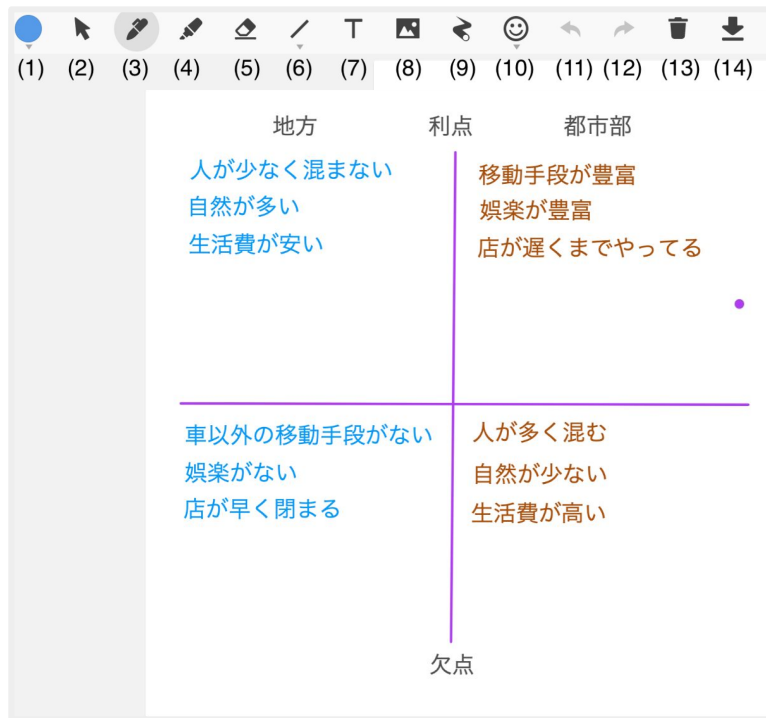 (1) (2) (3) (4) (5) (6) (7) (8) (9) (10) (11) (12) (13) (14)
地方 利点 都市部
人が少なく混まない
自然が多い
生活費が安い
移動手段が豊富
娯楽が豊富
店が遅くまでやってる
車以外の移動手段がない
娯楽がない
店が早く閉まる
人が多く混む
自然が少ない
生活費が高い
欠点